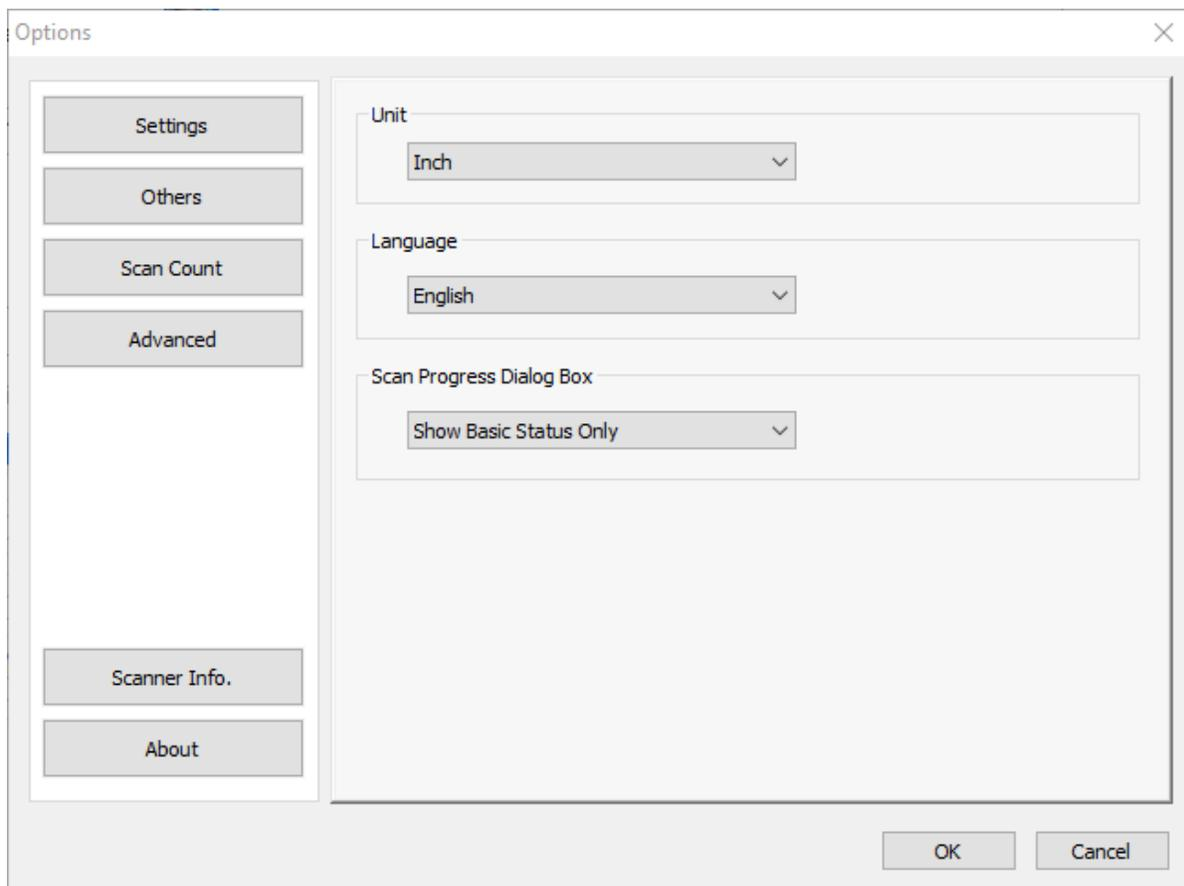 Options
Settings
Others
Scan Count
Advanced
Scanner Info.
About
Unit
Inch
Language
English
Scan Progress Dialog Box
Show Basic Status Only
OK
Cancel